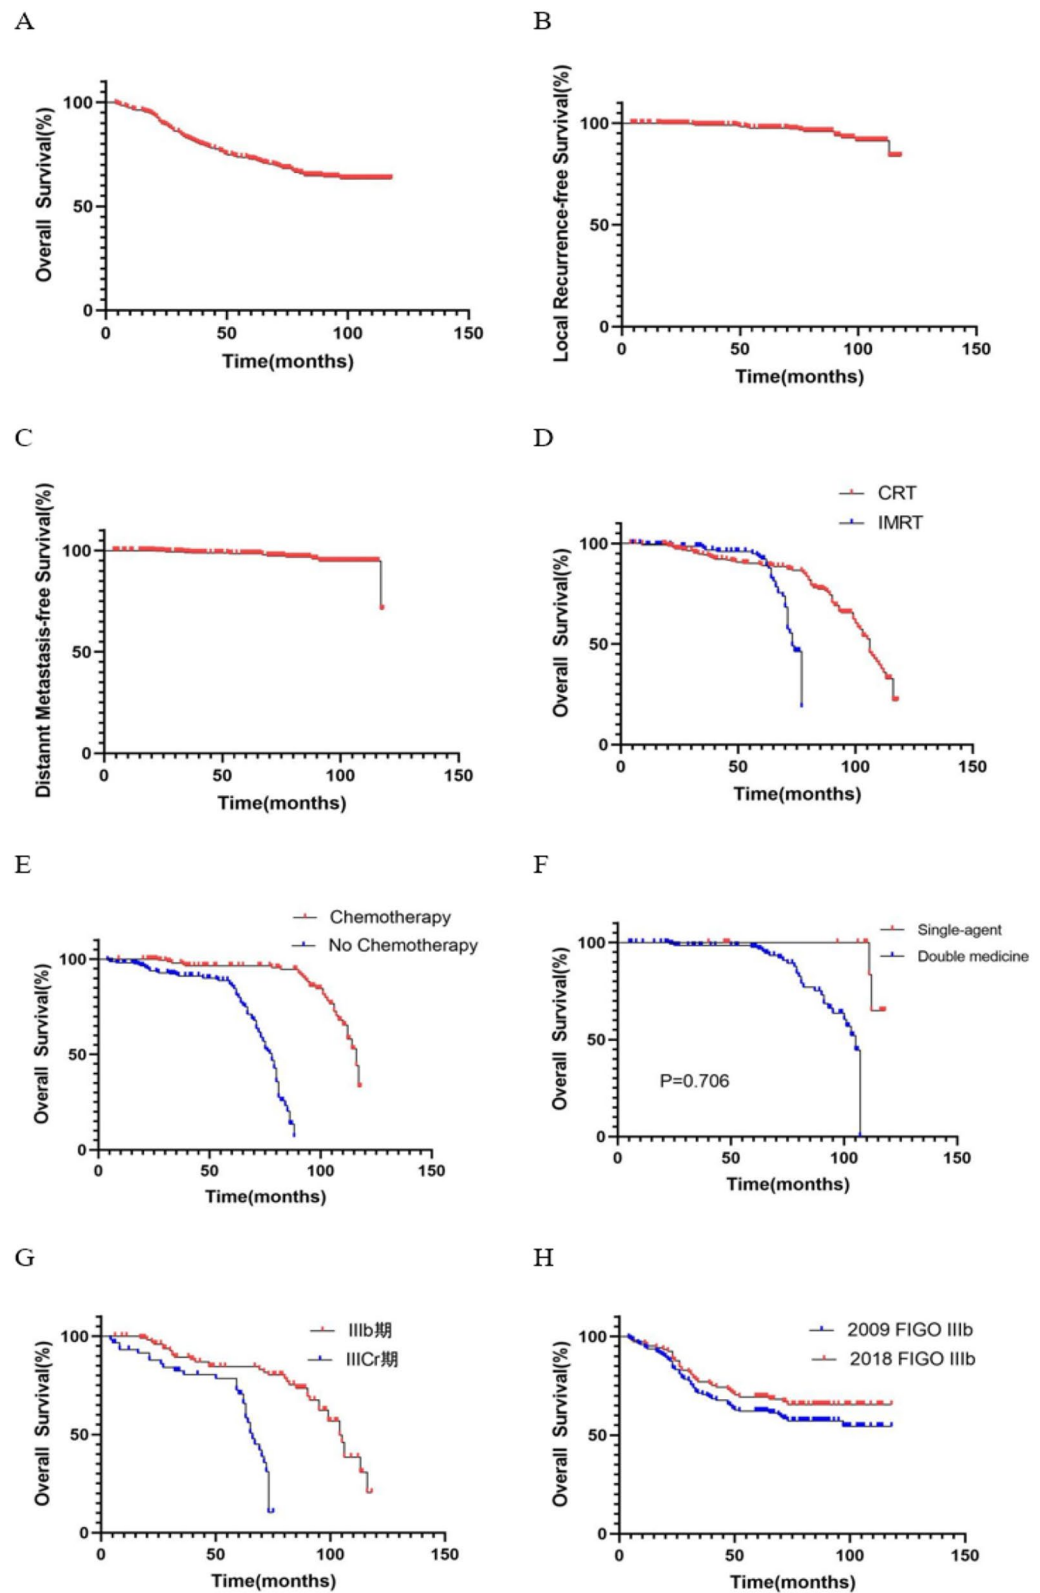 A
Overall Survival(%)
100
50
0
0 50 100 150
Time(months)
B
Local Recurrence-free Survival(%)
100
50
0
0 50 100 150
Time(months)
C
Distannt Metastasis-free Survival(%)
100
50
0
0 50 100 150
Time(months)
D
CRT
IMRT
Overall Survival(%)
100
50
0
0 50 100 150
Time(months)
E
Chemotherapy
No Chemotherapy
Overall Survival(%)
100
50
0
0 50 100 150
Time(months)
F
Single-agent
Double medicine
Overall Survival(%)
100
50
0
P=0.706
0 50 100 150
Time(months)
G
IIIb期
IIICr期
Overall Survival(%)
100
50
0
0 50 100 150
Time(months)
H
2009 FIGO IIIb
2018 FIGO IIIb
Overall Survival(%)
100
50
0
0 50 100 150
Time(months)